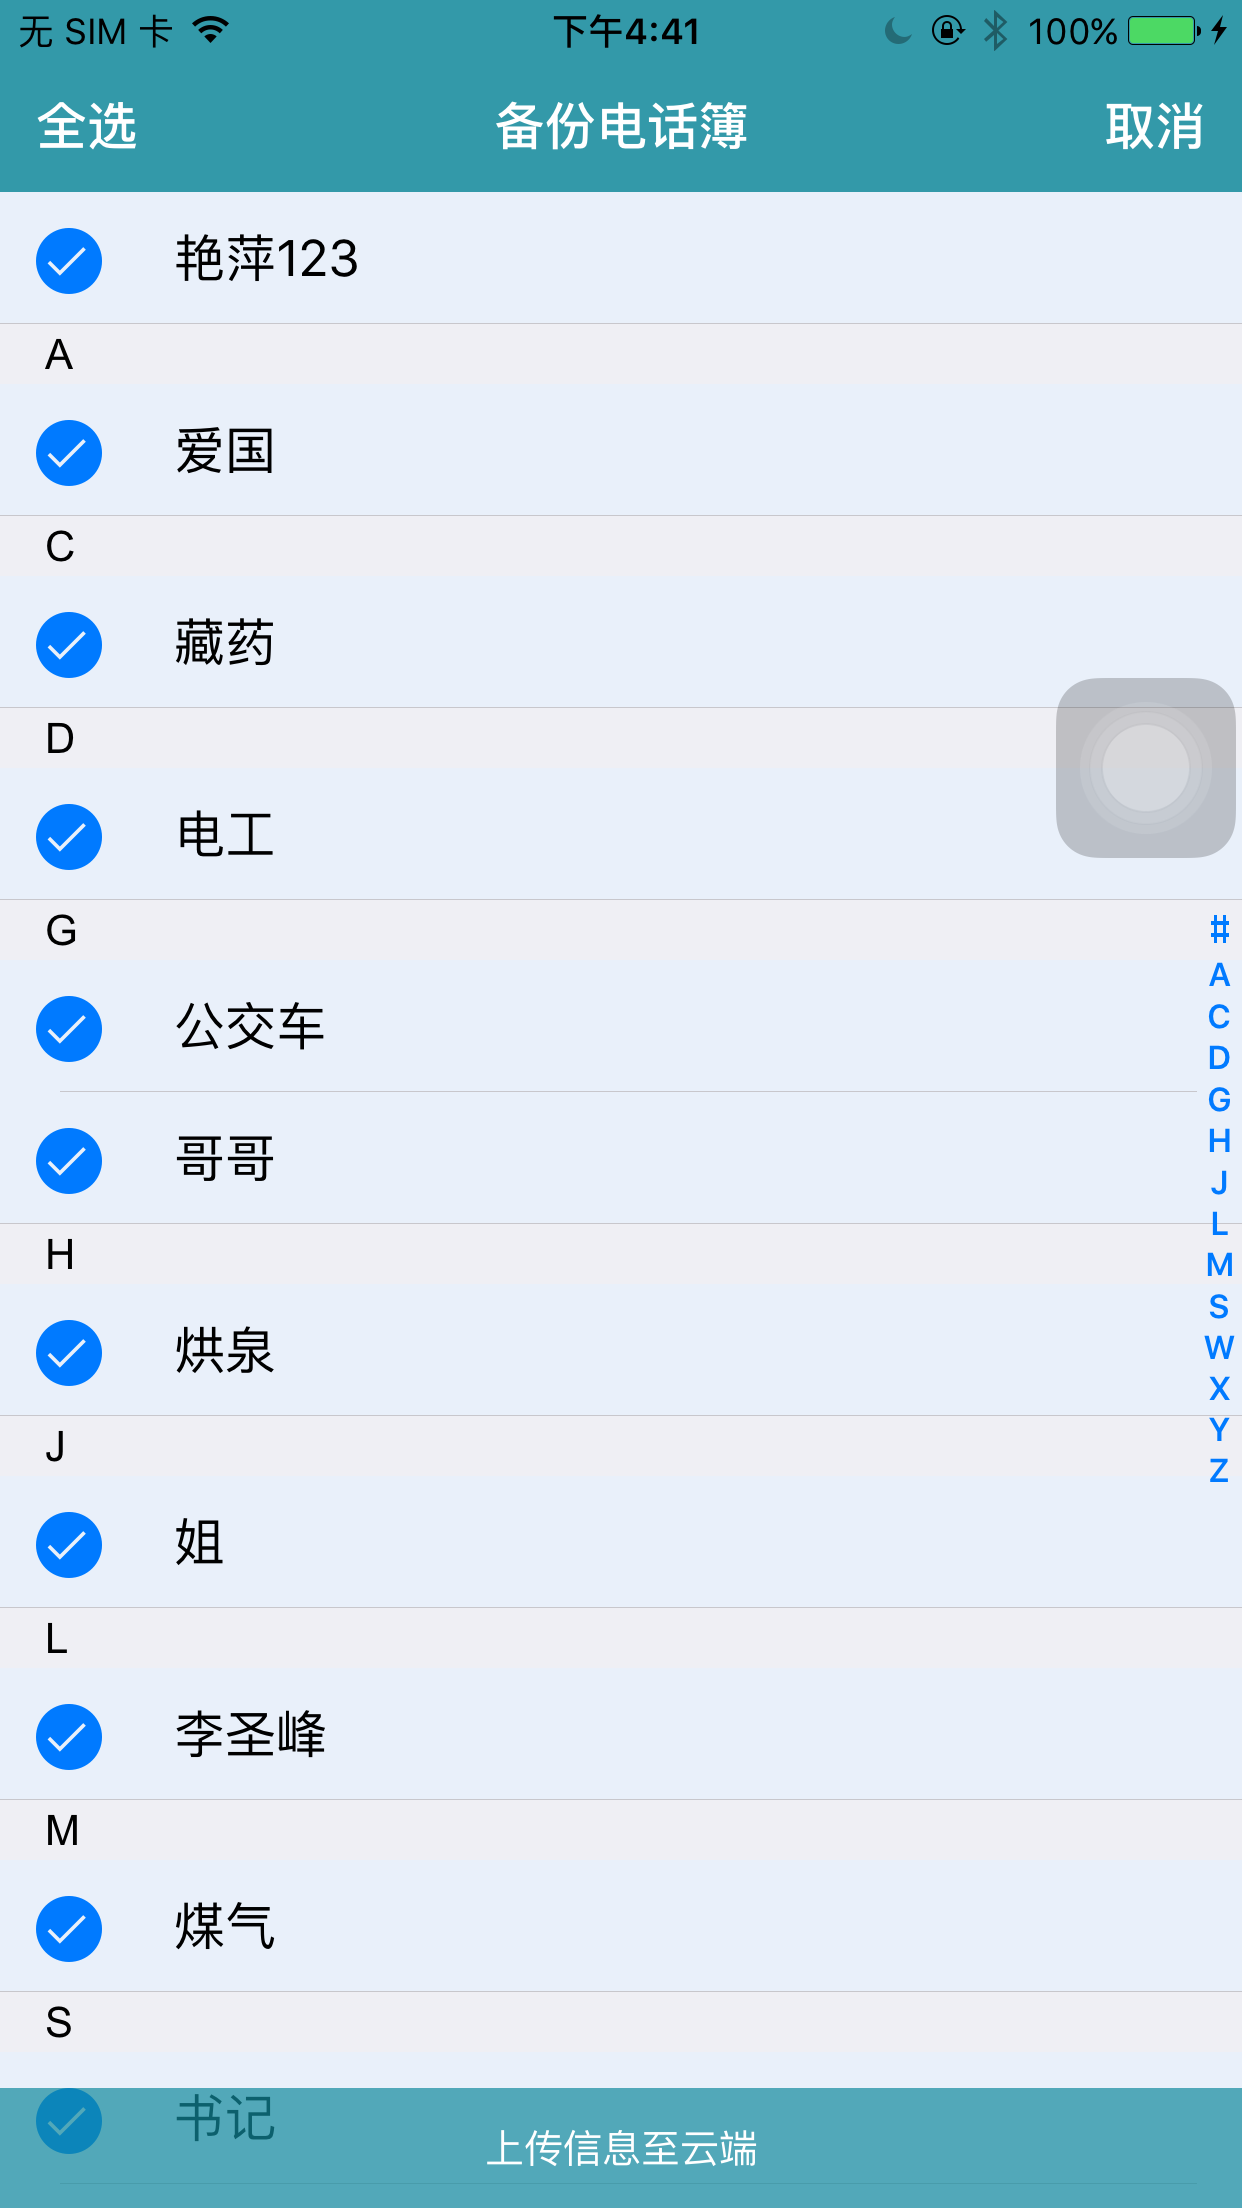 无 SIM 卡 下午4:41 100%
全选 备份电话簿 取消
艳萍123
A
爱国
C
藏药
D
电工
G
公交车
哥哥
H
烘泉
J
姐
L
李圣峰
M
煤气
S
书记
上传信息至云端
#
A
C
D
G
H
J
L
M
S
W
X
Y
Z